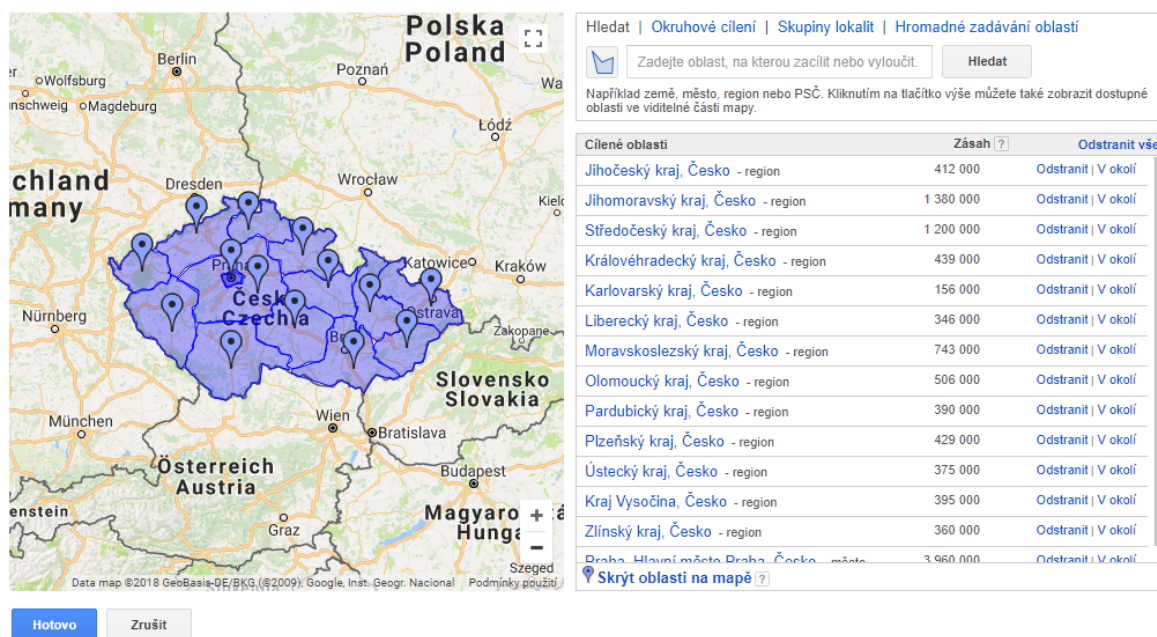 Polska
Poland
Berlin
Poznań
Wolfsburg
Magdeburg
Łódź
Dresden
Wrocław
Katowice
Kraków
Česk
Czechia
Ostrava
Nürnberg
Zakopane
Slovensko
Slovakia
München
Wien
Bratislava
Österreich
Austria
Budapest
Graz
Szeged
Data map ©2018 GeoBasis-DE/BKG (©2009), Google, Inst. Geogr. Nacional Podmínky použití
+
−
Hledat | Okruhové cílení | Skupiny lokalit | Hromadné zadávání oblastí
Zadejte oblast, na kterou zacílit nebo vyloučit. Hledat
Například země, město, region nebo PSČ. Kliknutím na tlačítko výše můžete také zobrazit dostupné
oblasti ve viditelné části mapy.
Cílené oblasti Zásah ? Odstranit vše
Jihočeský kraj, Česko - region 412 000 Odstranit | V okolí
Jihomoravský kraj, Česko - region 1 380 000 Odstranit | V okolí
Středočeský kraj, Česko - region 1 200 000 Odstranit | V okolí
Královéhradecký kraj, Česko - region 439 000 Odstranit | V okolí
Karlovarský kraj, Česko - region 156 000 Odstranit | V okolí
Liberecký kraj, Česko - region 346 000 Odstranit | V okolí
Moravskoslezský kraj, Česko - region 743 000 Odstranit | V okolí
Olomoucký kraj, Česko - region 506 000 Odstranit | V okolí
Pardubický kraj, Česko - region 390 000 Odstranit | V okolí
Plzeňský kraj, Česko - region 429 000 Odstranit | V okolí
Ústecký kraj, Česko - region 375 000 Odstranit | V okolí
Kraj Vysočina, Česko - region 395 000 Odstranit | V okolí
Zlínský kraj, Česko - region 360 000 Odstranit | V okolí
Praha, Hlavní město Praha, Česko - město 3 960 000 Odstranit | V okolí
Skrýt oblasti na mapě ?
Hotovo Zrušit